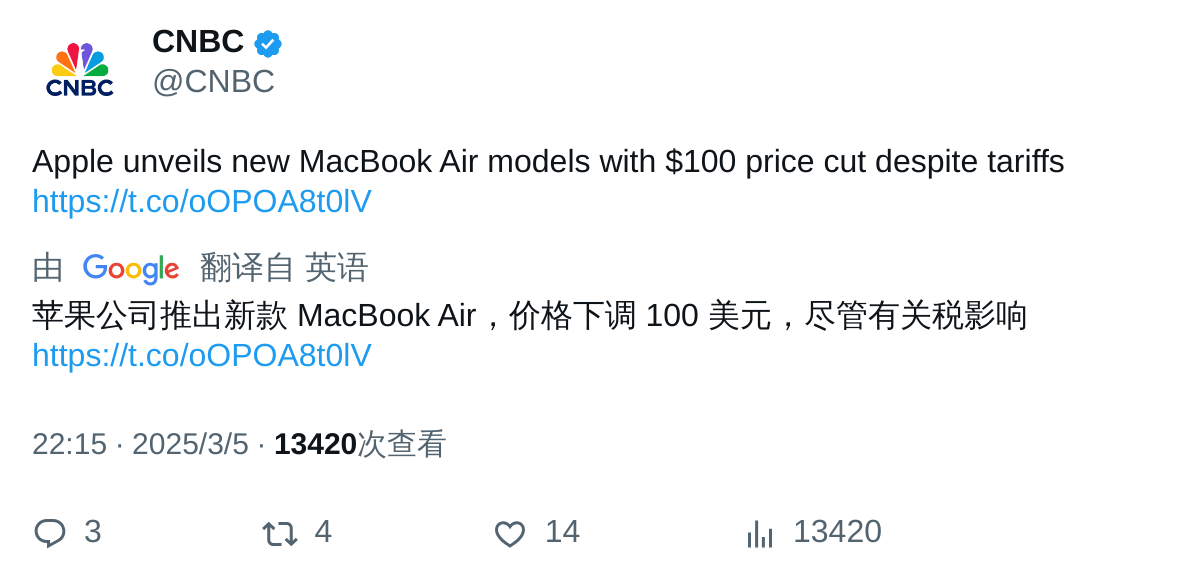 CNBC
CNBC
@CNBC
Apple unveils new MacBook Air models with $100 price cut despite tariffs
https://t.co/oOPOA8t0lV
由 Google 翻译自 英语
苹果公司推出新款 MacBook Air，价格下调 100 美元，尽管有关税影响
https://t.co/oOPOA8t0lV
22:15 · 2025/3/5 · 13420次查看
3 4 14 13420